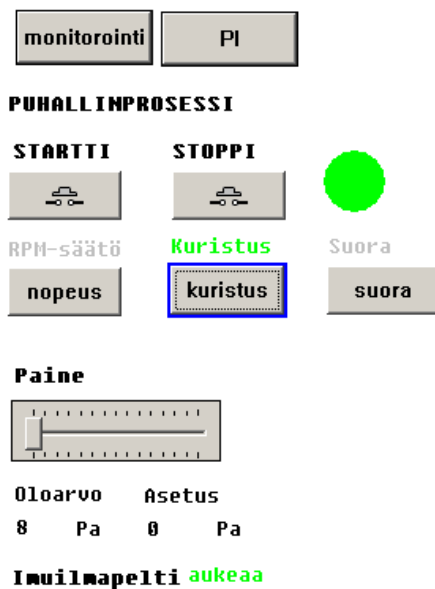 monitorointi PI
PUHALLINPROSESSI
STARTTI STOPPI
RPM-säätö Kuristus Suora
nopeus kuristus suora
Paine
Oloarvo Asetus
8 Pa 0 Pa
Imuilmapelti aukeaa